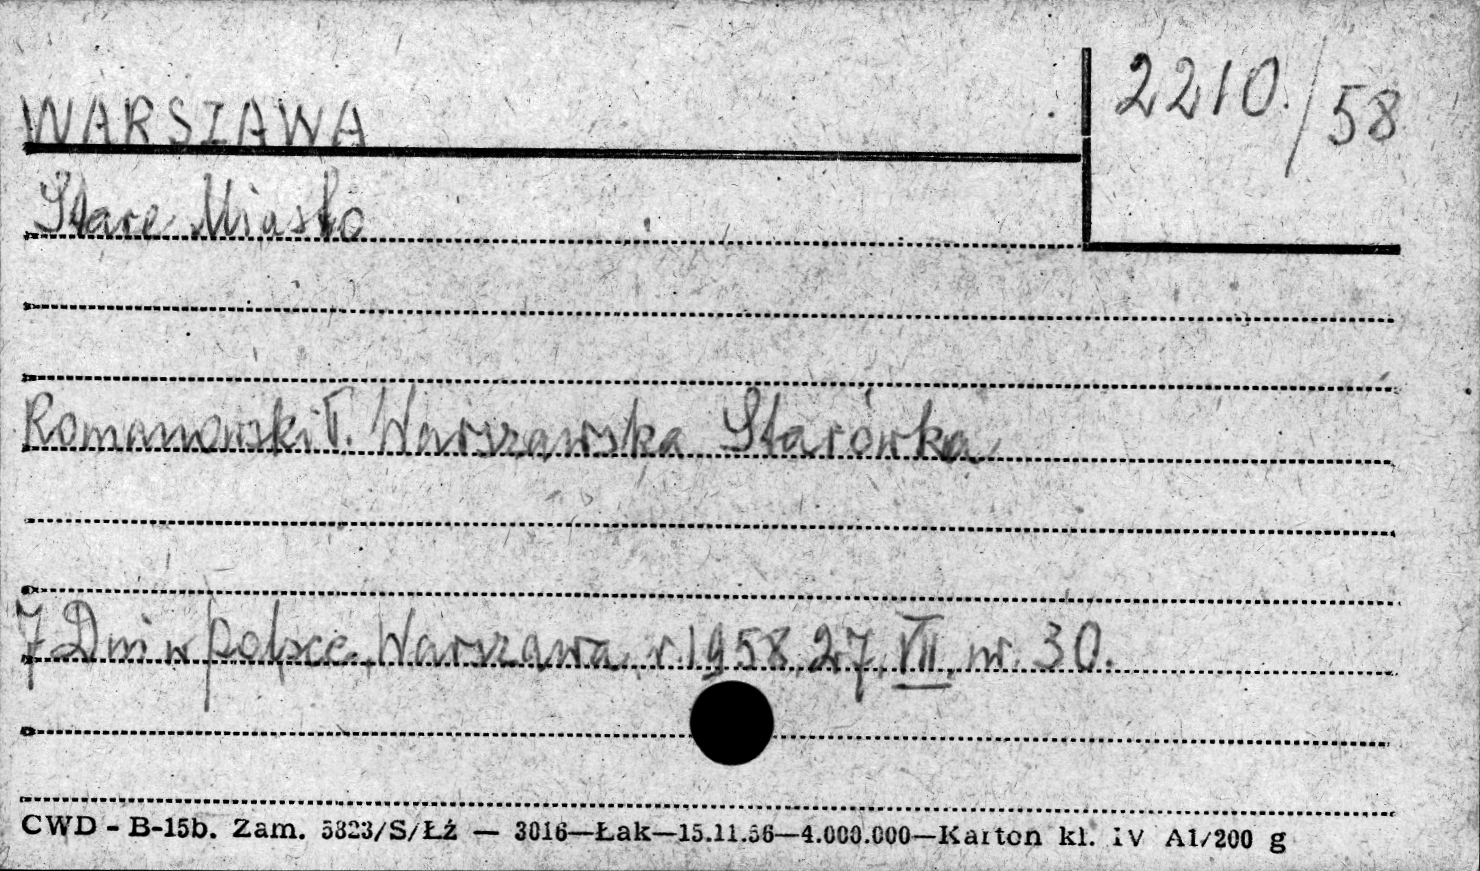 WARSZAWA
2210./58
Stare Miasto
Romanowski T. Warszawska Starówka
7 Dni w Polsce, Warszawa, r. 1958, 27, VII, nr. 30.
CWD - B-15b. Zam. 5823/S/Łż — 3016—Łak—15.11.56—4.000.000—Karton kl. IV A1/200 g